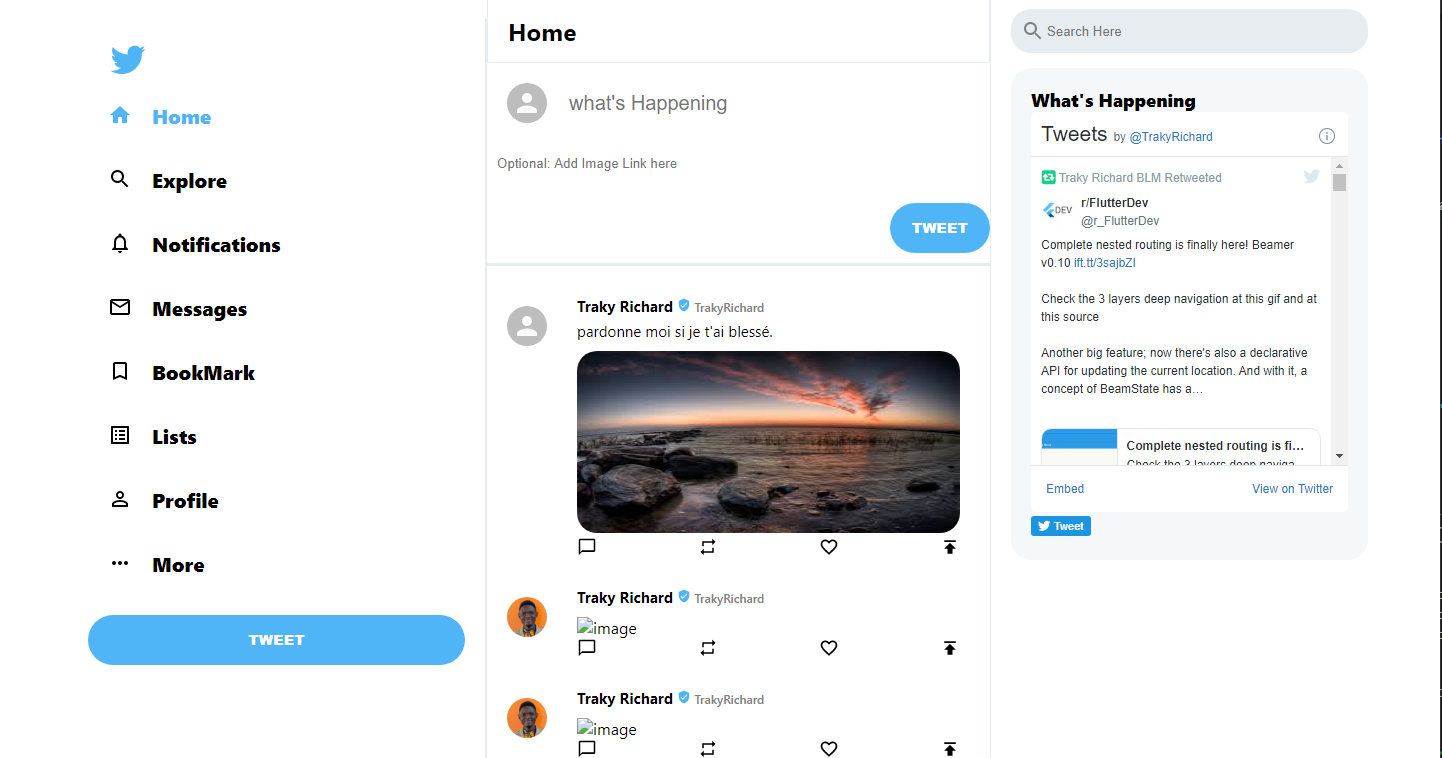 Home
Explore
Notifications
Messages
BookMark
Lists
Profile
More
TWEET
Home
what's Happening
Optional: Add Image Link here
TWEET
Traky Richard TrakyRichard
pardonne moi si je t'ai blessé.
Traky Richard TrakyRichard
image
Traky Richard TrakyRichard
image
Search Here
What's Happening
Tweets by @TrakyRichard
Traky Richard BLM Retweeted
DEV
r/FlutterDev
@r_FlutterDev
Complete nested routing is finally here! Beamer
v0.10 ift.tt/3sajbZI
Check the 3 layers deep navigation at this gif and at
this source
Another big feature; now there's also a declarative
API for updating the current location. And with it, a
concept of BeamState has a…
Complete nested routing is fi…
Check the 3 layers deep naviga
Embed
View on Twitter
Tweet